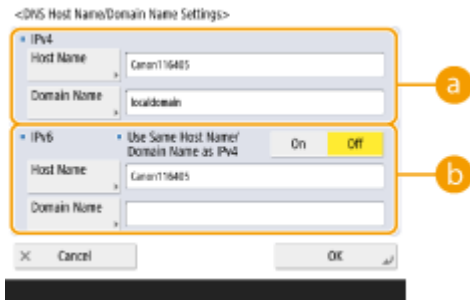 <DNS Host Name/Domain Name Settings>
IPv4
Host Name
Canon116405
Domain Name
localdomain
a
IPv6
Use Same Host Name/
Domain Name as IPv4
On
Off
Host Name
Canon116405
b
Domain Name
Cancel
OK